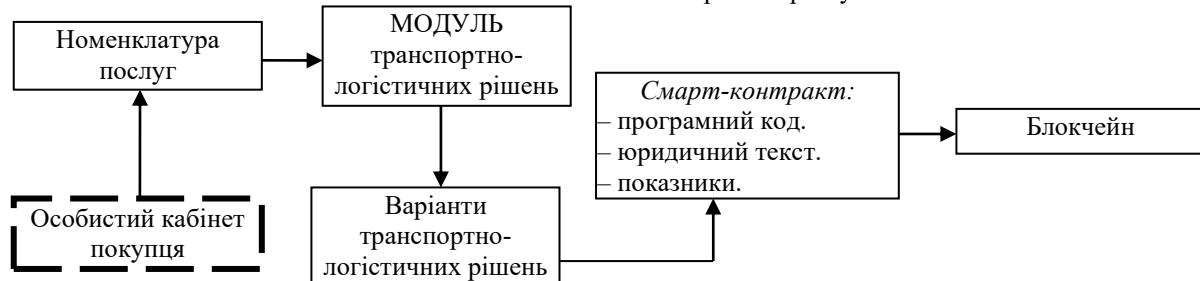 Номенклатура
послуг
МОДУЛЬ
транспортно-
логістичних рішень
Смарт-контракт:
– програмний код.
– юридичний текст.
– показники.
Блокчейн
Особистий кабінет
покупця
Варіанти
транспортно-
логістичних рішень